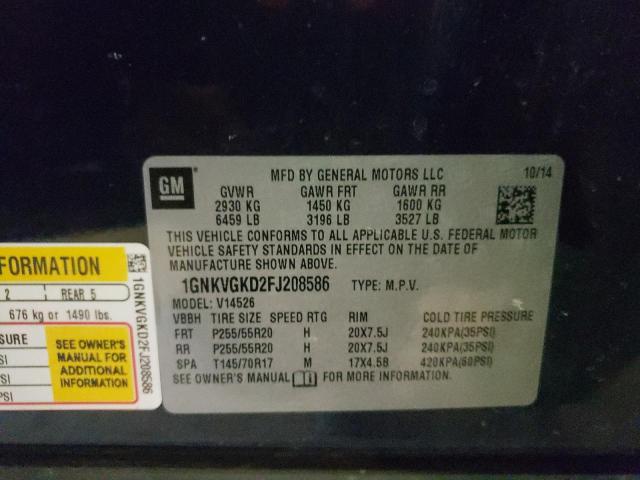 GM
MFD BY GENERAL MOTORS LLC 10/14
GVWR GAWR FRT GAWR RR
2930 KG 1450 KG 1600 KG
6459 LB 3196 LB 3527 LB
THIS VEHICLE CONFORMS TO ALL APPLICABLE U.S. FEDERAL MOTOR
VEHICLE SAFETY STANDARDS IN EFFECT ON THE DATE OF
MANUFACTURE SHOWN ABOVE.
1GNKVGKD2FJ208586 TYPE: M.P.V.
MODEL: V14526
VBBH TIRE SIZE SPEED RTG RIM COLD TIRE PRESSURE
FRT P255/55R20 H 20X7.5J 240KPA(35PSI)
RR P255/55R20 H 20X7.5J 240KPA(35PSI)
SPA T145/70R17 M 17X4.5B 420KPA(60PSI)
SEE OWNER'S MANUAL FOR MORE INFORMATION.
FORMATION
2 REAR 5
676 kg or 1490 lbs.
SURE
SI
PSI
PSI
SEE OWNER'S
MANUAL FOR
ADDITIONAL
INFORMATION
1GNKVGKD2FJ208586